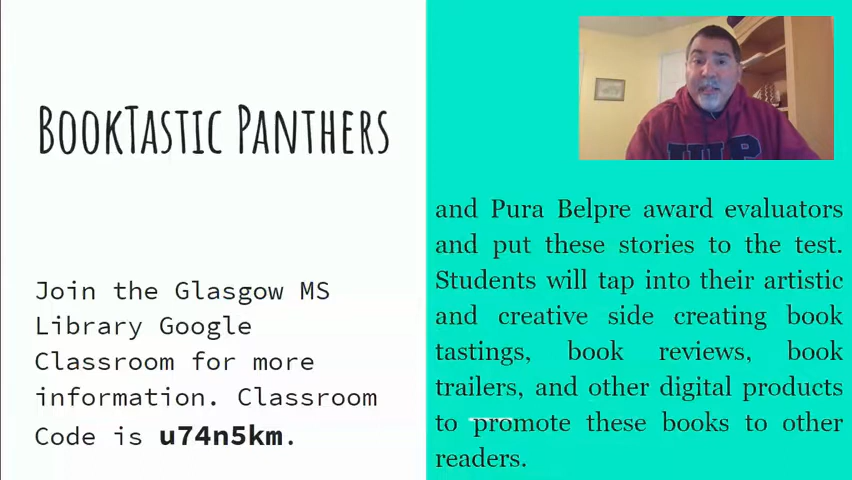 BookTastic Panthers
Join the Glasgow MS
Library Google
Classroom for more
information. Classroom
Code is u74n5km.
and Pura Belpre award evaluators
and put these stories to the test.
Students will tap into their artistic
and creative side creating book
tastings, book reviews, book
trailers, and other digital products
to promote these books to other
readers.